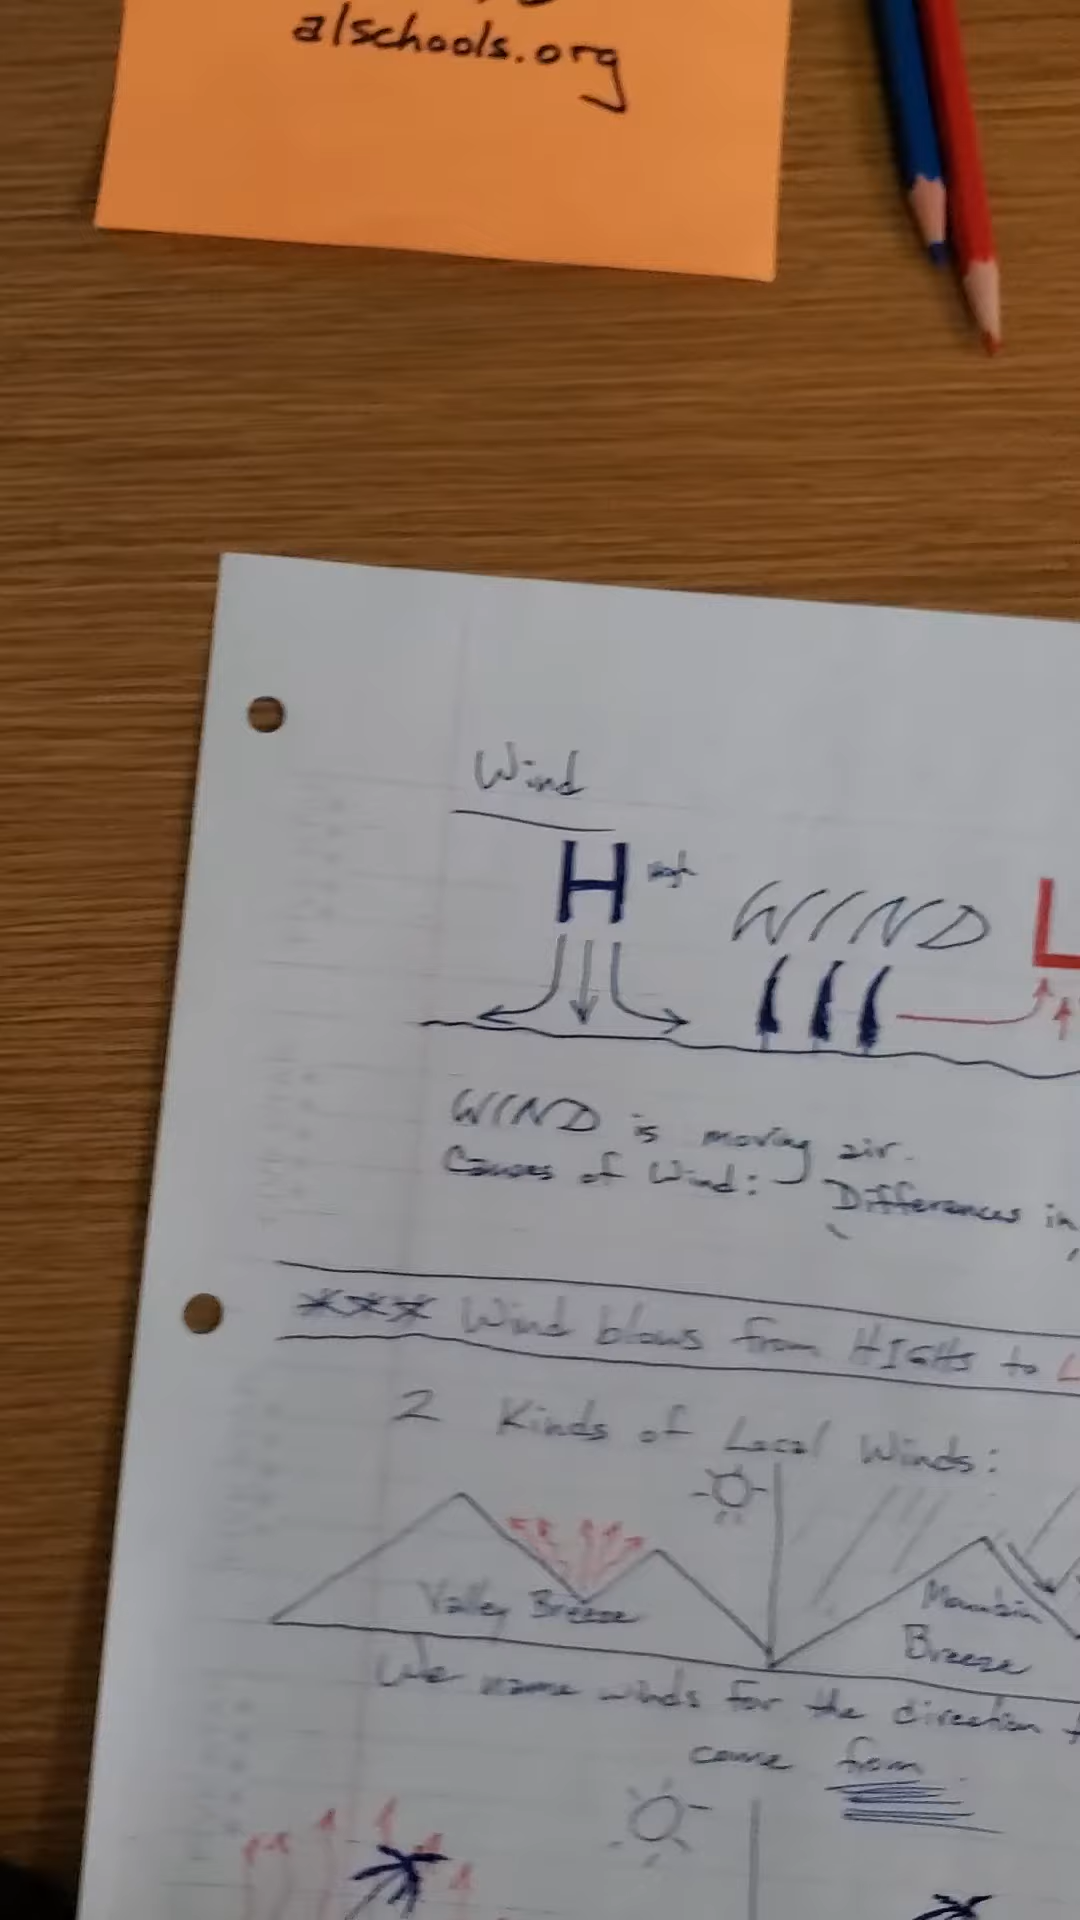 alschools.org
Wind
H
WIND
L
WIND is moving air.
Causes of Wind: Differences in
*** Wind blows from HIGHs to L
2 Kinds of Local Winds:
Valley Breeze
Mountain
Breeze
We name winds for the direction
come from